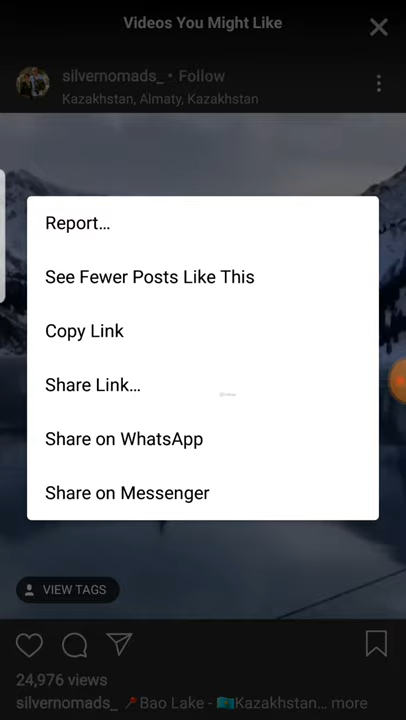 Videos You Might Like
silvernomads_ • Follow
Kazakhstan, Almaty, Kazakhstan
Report...
See Fewer Posts Like This
Copy Link
Share Link...
Share on WhatsApp
Share on Messenger
VIEW TAGS
24,976 views
silvernomads_ 📍Bao Lake - 🇰🇿Kazakhstan... more